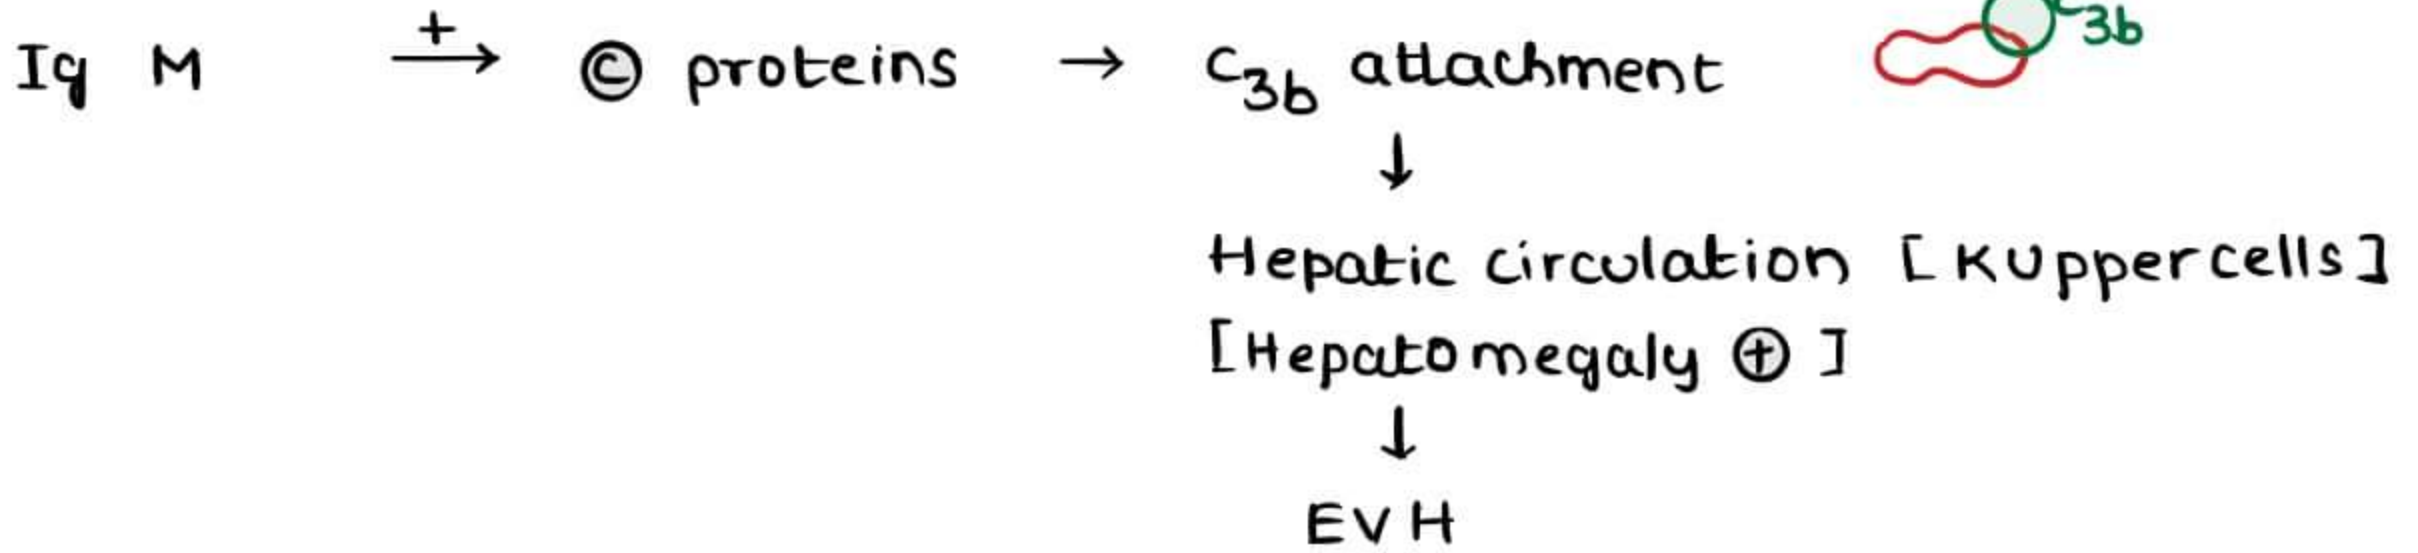 Ig M + → © proteins → C3b attachment C3b
↓
Hepatic circulation [KUppercells]
[Hepatomegaly ⊕ ]
↓
EVH